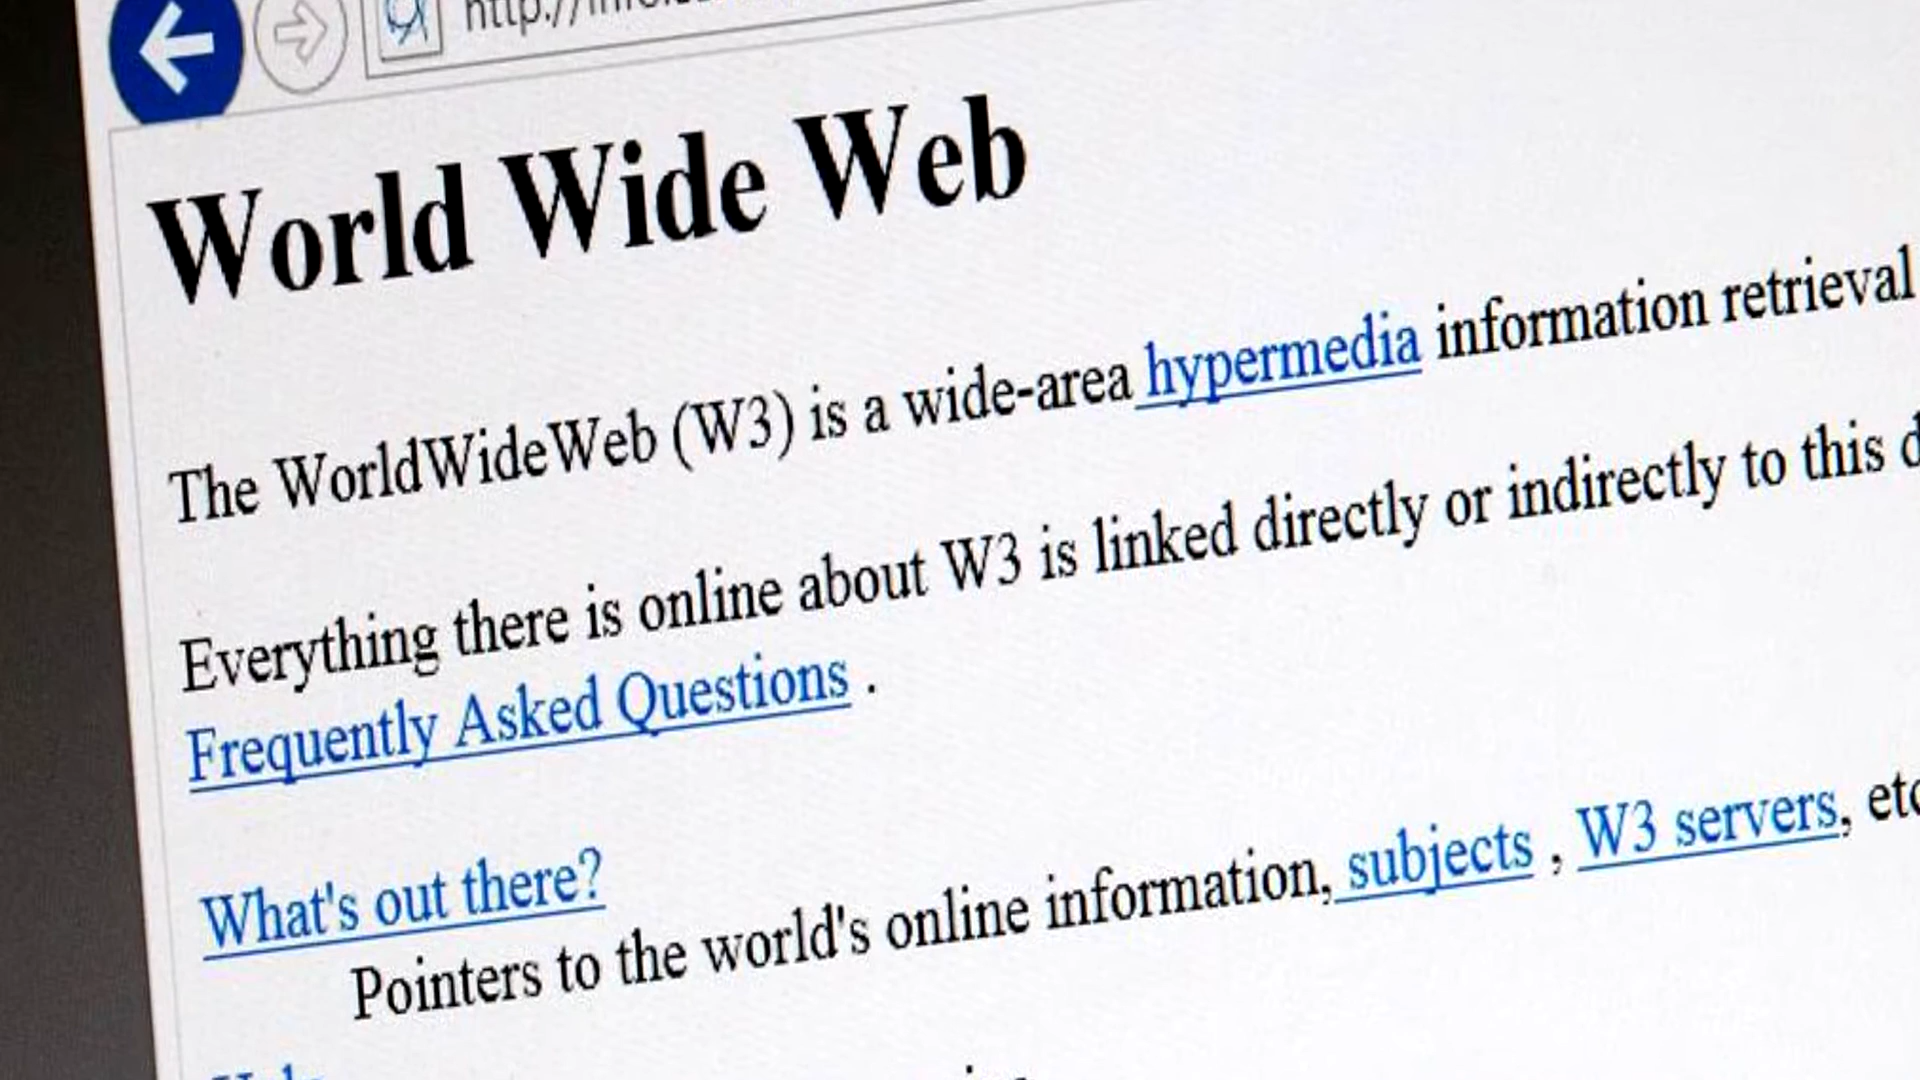 World Wide Web
The WorldWideWeb (W3) is a wide-area hypermedia information retrieval
Everything there is online about W3 is linked directly or indirectly to this
Frequently Asked Questions .
What's out there?
Pointers to the world's online information, subjects , W3 servers, etc